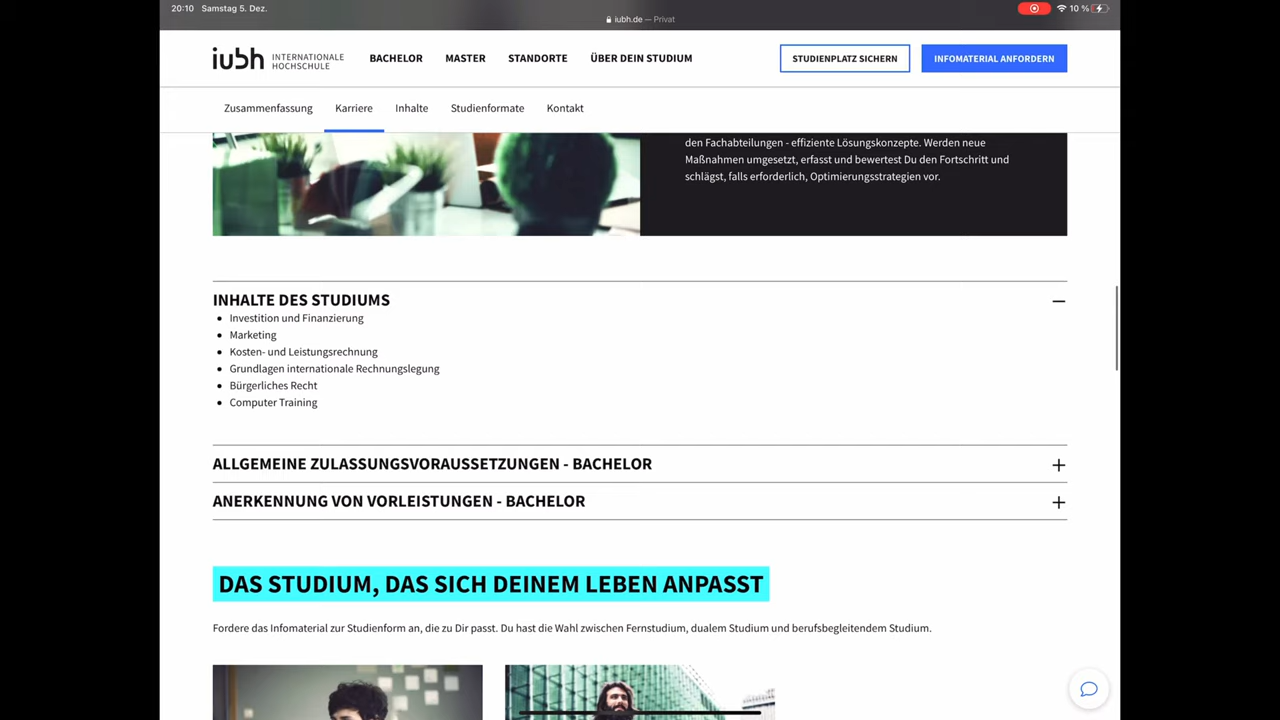 20:10 Samstag 5. Dez.
10 %
iubh.de — Privat
iubh INTERNATIONALE HOCHSCHULE
BACHELOR MASTER STANDORTE ÜBER DEIN STUDIUM
STUDIENPLATZ SICHERN INFOMATERIAL ANFORDERN
Zusammenfassung Karriere Inhalte Studienformate Kontakt
den Fachabteilungen - effiziente Lösungskonzepte. Werden neue
Maßnahmen umgesetzt, erfasst und bewertest Du den Fortschritt und
schlägst, falls erforderlich, Optimierungsstrategien vor.
INHALTE DES STUDIUMS
Investition und Finanzierung
Marketing
Kosten- und Leistungsrechnung
Grundlagen internationale Rechnungslegung
Bürgerliches Recht
Computer Training
ALLGEMEINE ZULASSUNGSVORAUSSETZUNGEN - BACHELOR
ANERKENNUNG VON VORLEISTUNGEN - BACHELOR
DAS STUDIUM, DAS SICH DEINEM LEBEN ANPASST
Fordere das Infomaterial zur Studienform an, die zu Dir passt. Du hast die Wahl zwischen Fernstudium, dualem Studium und berufsbegleitendem Studium.